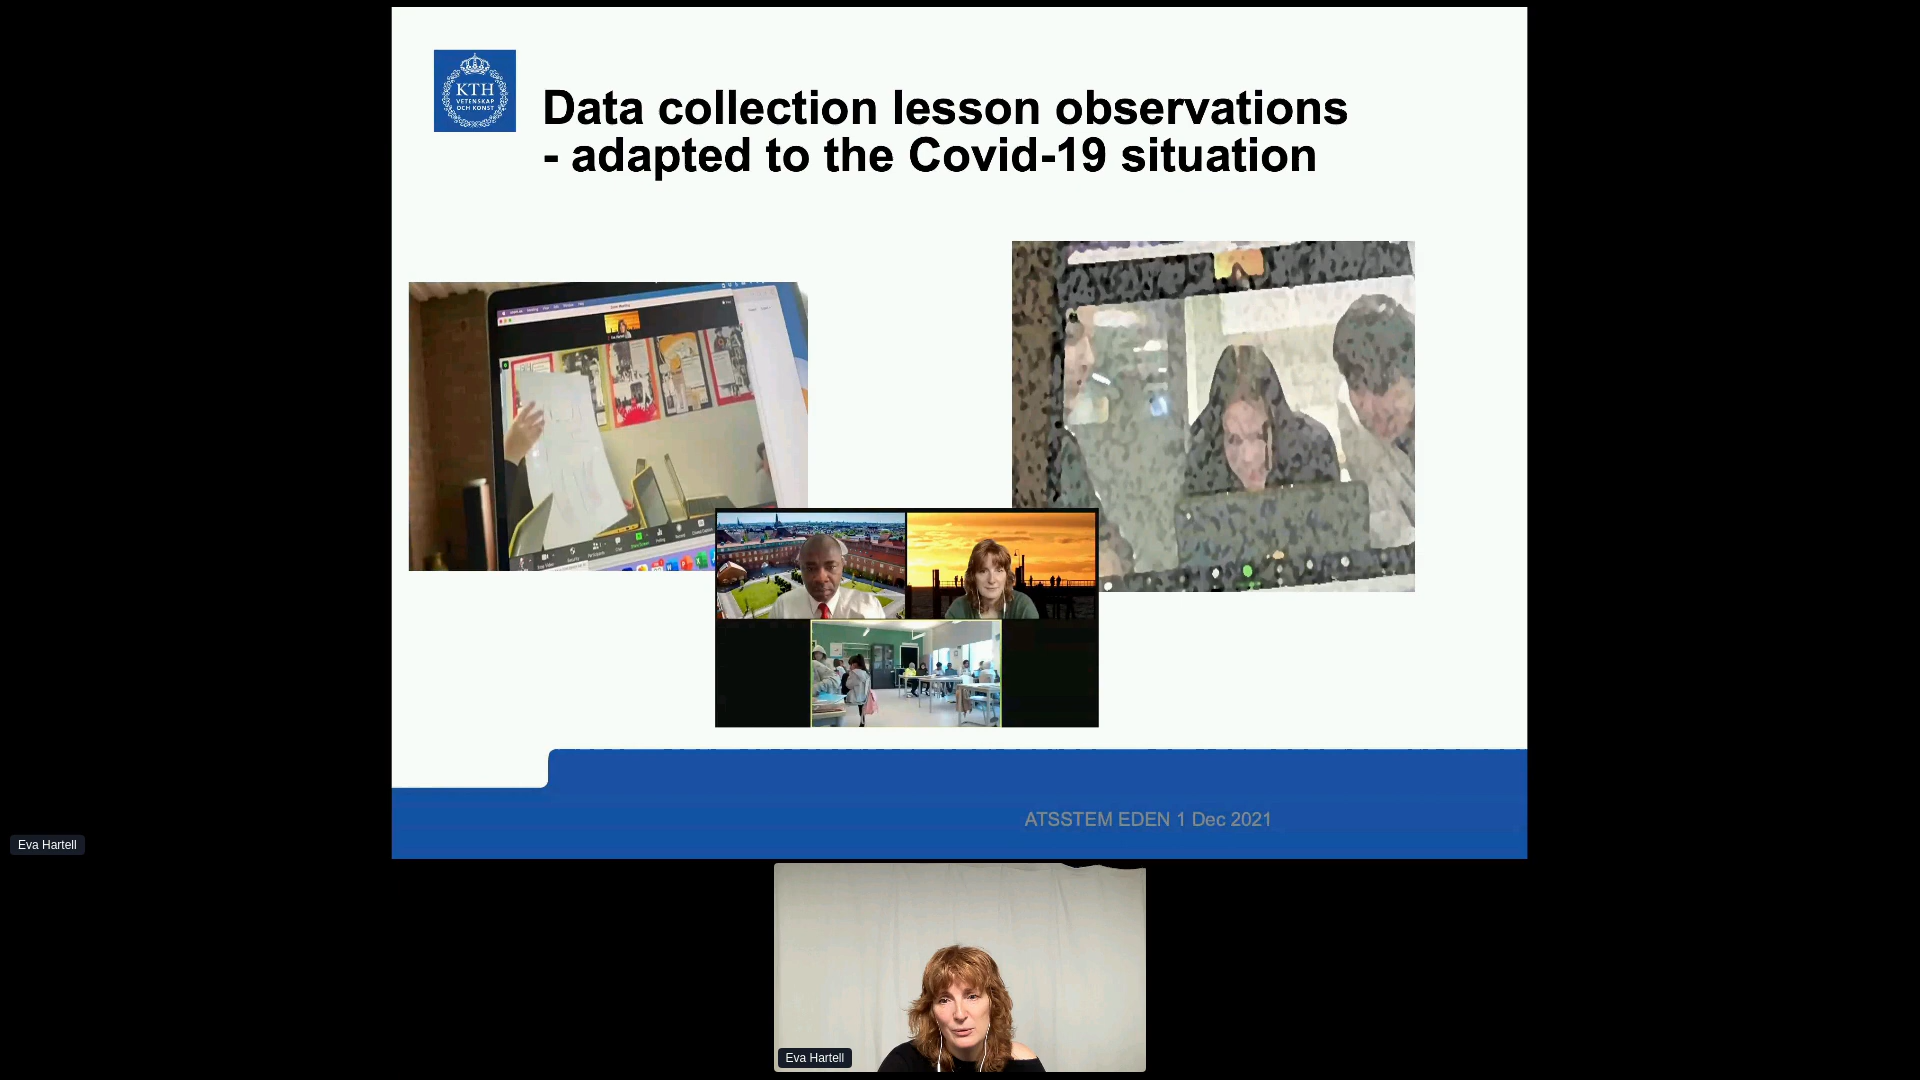 KTH
VETENSKAP
OCH KONST
Data collection lesson observations
- adapted to the Covid-19 situation
ATSSTEM EDEN 1 Dec 2021
Eva Hartell
Eva Hartell